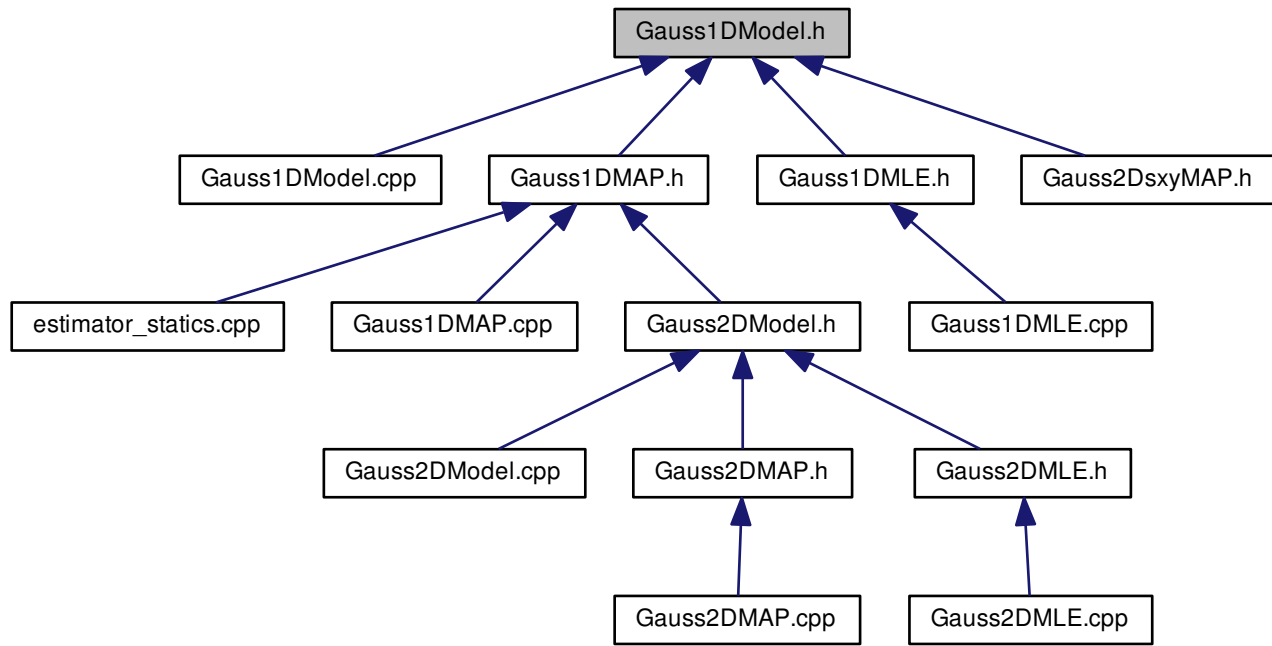 Gauss1DModel.h
Gauss1DModel.cpp
Gauss1DMAP.h
Gauss1DMLE.h
Gauss2DsxyMAP.h
estimator_statics.cpp
Gauss1DMAP.cpp
Gauss2DModel.h
Gauss1DMLE.cpp
Gauss2DModel.cpp
Gauss2DMAP.h
Gauss2DMLE.h
Gauss2DMAP.cpp
Gauss2DMLE.cpp